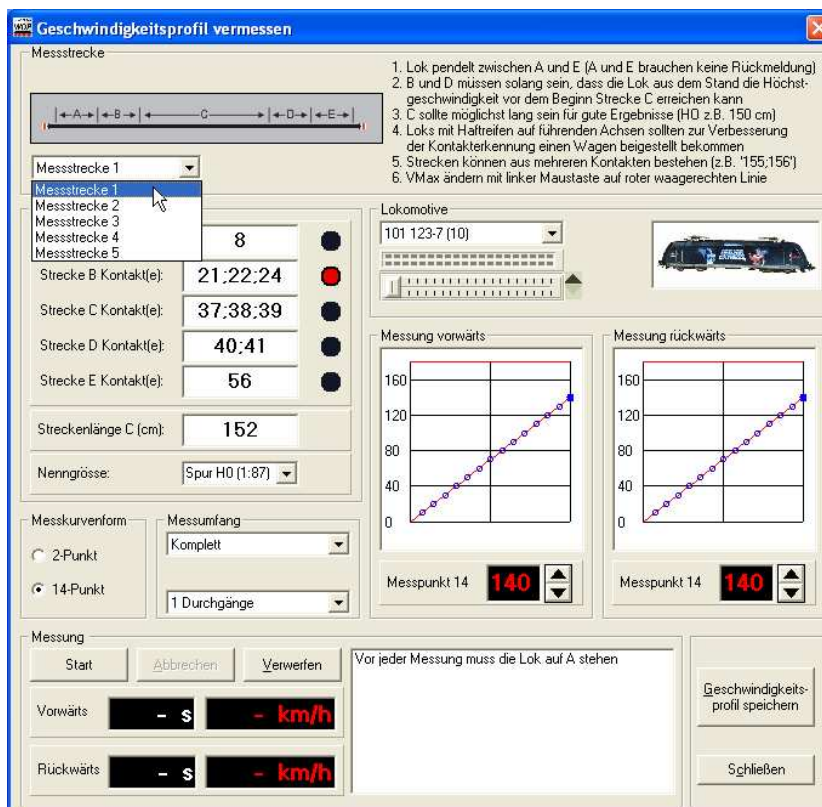 WDP Geschwindigkeitsprofil vermessen
Messstrecke
1. Lok pendelt zwischen A und E (A und E brauchen keine Rückmeldung)
2. B und D müssen solang sein, dass die Lok aus dem Stand die Höchst-
geschwindigkeit vor dem Beginn Strecke C erreichen kann
3. C sollte möglichst lang sein für gute Ergebnisse (HO z.B. 150 cm)
4. Loks mit Haftreifen auf führenden Achsen sollten zur Verbesserung
der Kontakterkennung einen Wagen beigestellt bekommen
5. Strecken können aus mehreren Kontakten bestehen (z.B. '155;156')
6. VMax ändern mit linker Maustaste auf roter waagerechten Linie
A B C D E
Messstrecke 1
Messstrecke 1
Messstrecke 2
Messstrecke 3
Messstrecke 4
Messstrecke 5
8
Strecke B Kontakt(e): 21;22;24
Strecke C Kontakt(e): 37;38;39
Strecke D Kontakt(e): 40;41
Strecke E Kontakt(e): 56
Streckenlänge C (cm): 152
Nenngrösse: Spur H0 (1:87)
Lokomotive
101 123-7 (10)
Messung vorwärts
160
120
80
40
0
Messpunkt 14 140
Messung rückwärts
160
120
80
40
0
Messpunkt 14 140
Messkurvenform
2-Punkt
14-Punkt
Messumfang
Komplett
1 Durchgänge
Messung
Start Abbrechen Verwerfen
Vorwärts - s - km/h
Rückwärts - s - km/h
Vor jeder Messung muss die Lok auf A stehen
Geschwindigkeits-
profil speichern
Schließen